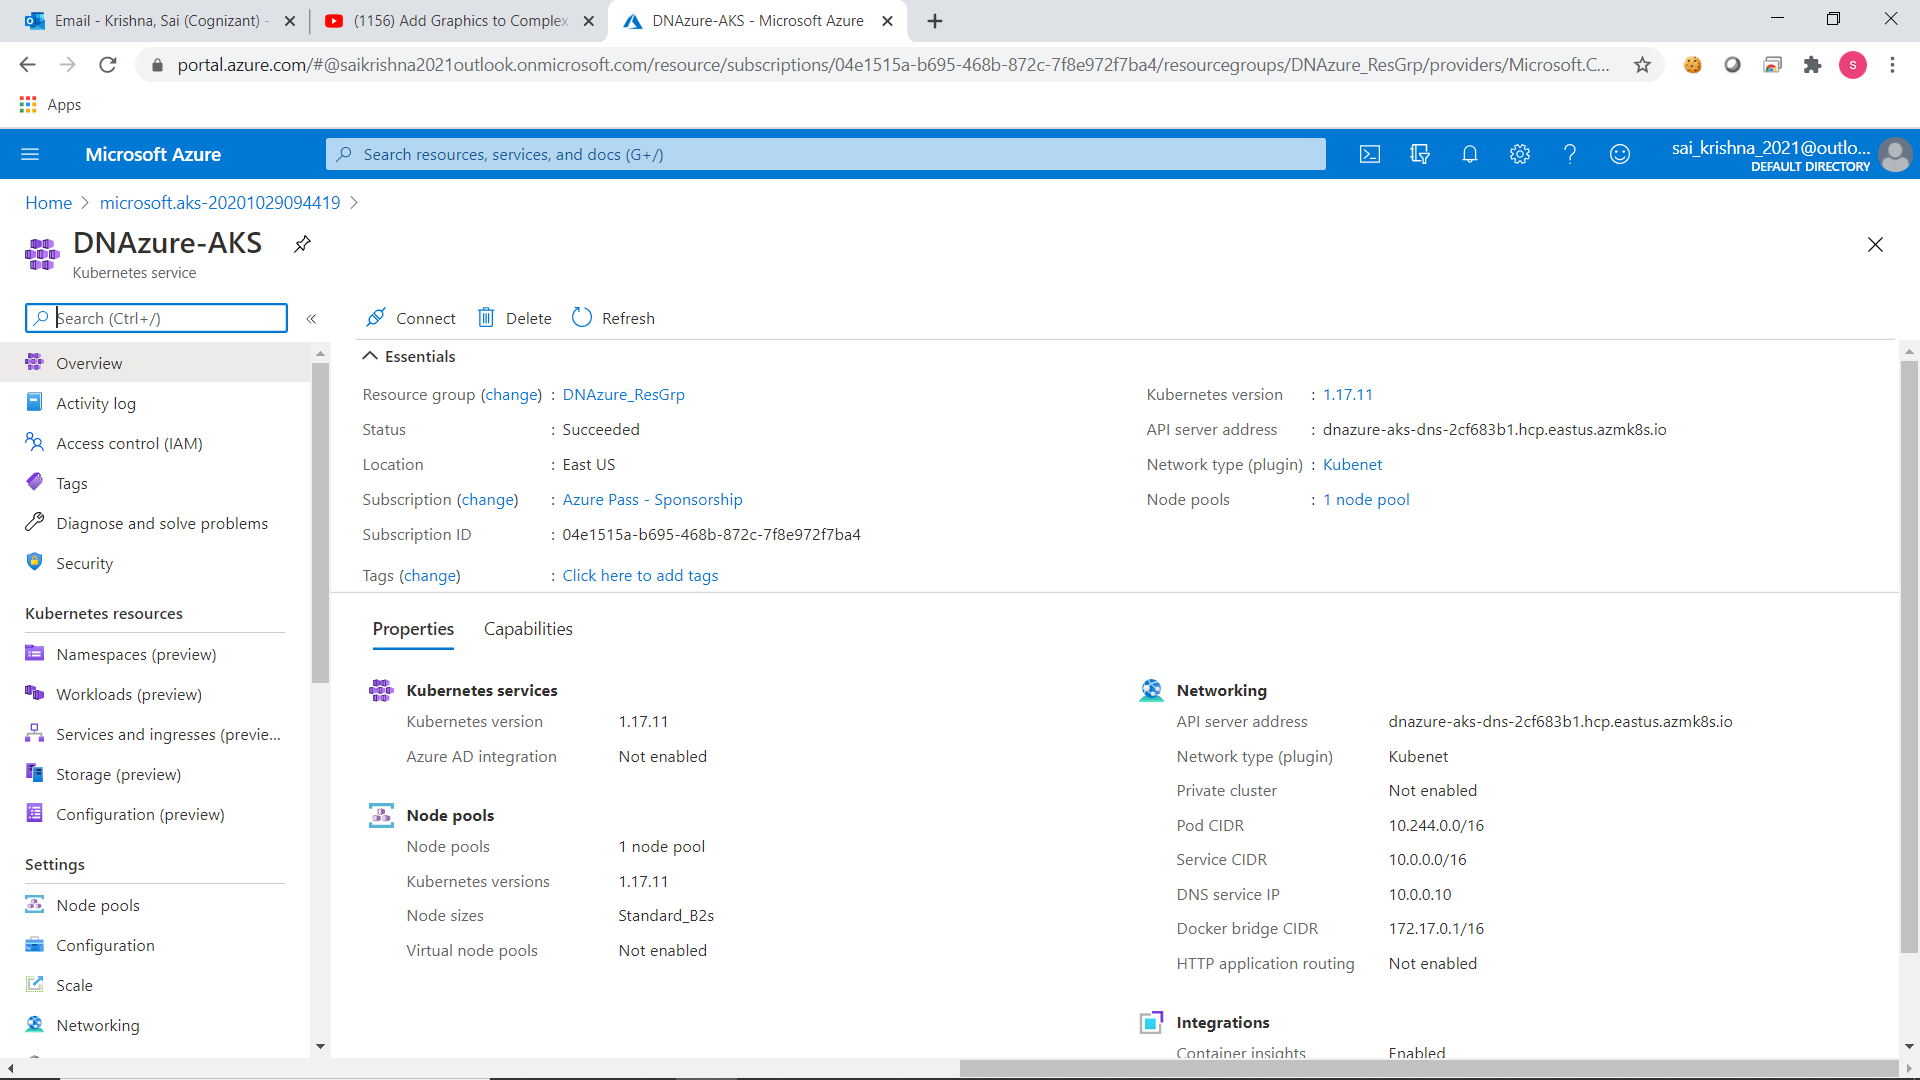 Email - Krishna, Sai (Cognizant) -
(1156) Add Graphics to Complex
DNAzure-AKS - Microsoft Azure
portal.azure.com/#@saikrishna2021outlook.onmicrosoft.com/resource/subscriptions/04e1515a-b695-468b-872c-7f8e972f7ba4/resourcegroups/DNAzure_ResGrp/providers/Microsoft.C...
S
Apps
Microsoft Azure
Search resources, services, and docs (G+/)
sai_krishna_2021@outlo...
DEFAULT DIRECTORY
Home > microsoft.aks-20201029094419 >
DNAzure-AKS
Kubernetes service
Search (Ctrl+/)
«
Connect
Delete
Refresh
Overview
Activity log
Access control (IAM)
Tags
Diagnose and solve problems
Security
Kubernetes resources
Namespaces (preview)
Workloads (preview)
Services and ingresses (previe...
Storage (preview)
Configuration (preview)
Settings
Node pools
Configuration
Scale
Networking
Essentials
Resource group (change) : DNAzure_ResGrp
Status : Succeeded
Location : East US
Subscription (change) : Azure Pass - Sponsorship
Subscription ID : 04e1515a-b695-468b-872c-7f8e972f7ba4
Tags (change) : Click here to add tags
Kubernetes version : 1.17.11
API server address : dnazure-aks-dns-2cf683b1.hcp.eastus.azmk8s.io
Network type (plugin) : Kubenet
Node pools : 1 node pool
Properties
Capabilities
Kubernetes services
Kubernetes version 1.17.11
Azure AD integration Not enabled
Node pools
Node pools 1 node pool
Kubernetes versions 1.17.11
Node sizes Standard_B2s
Virtual node pools Not enabled
Networking
API server address dnazure-aks-dns-2cf683b1.hcp.eastus.azmk8s.io
Network type (plugin) Kubenet
Private cluster Not enabled
Pod CIDR 10.244.0.0/16
Service CIDR 10.0.0.0/16
DNS service IP 10.0.0.10
Docker bridge CIDR 172.17.0.1/16
HTTP application routing Not enabled
Integrations
Container insights Enabled